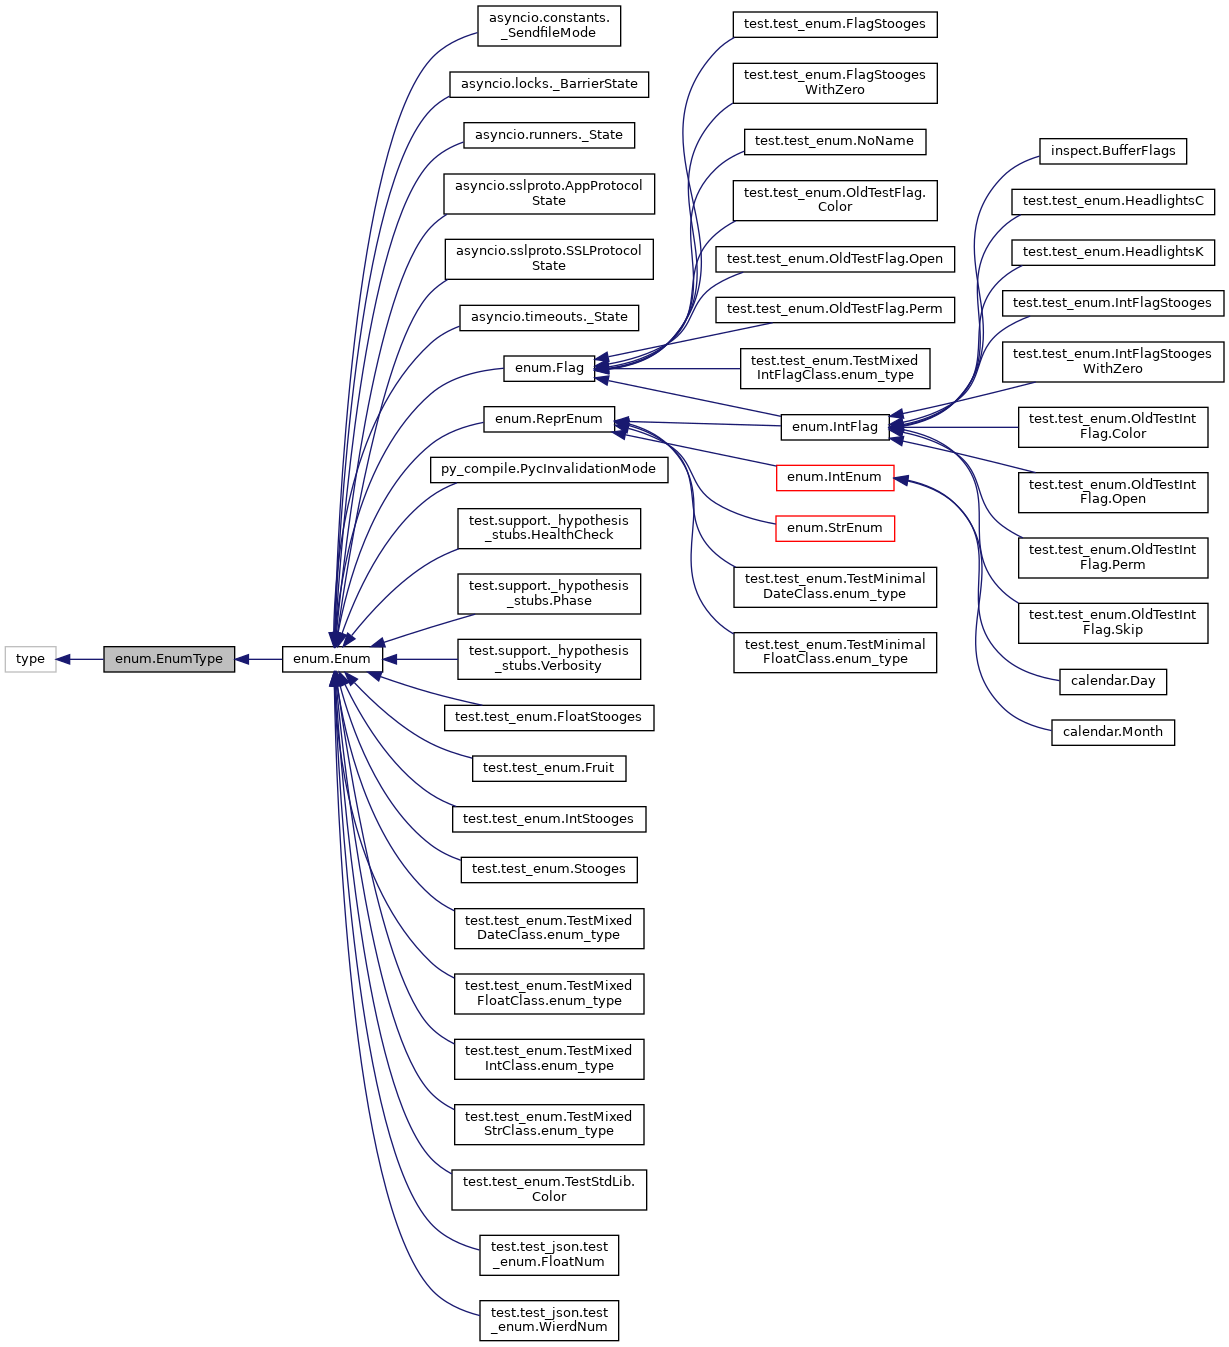 type
enum.EnumType
enum.Enum
asyncio.constants.
_SendfileMode
asyncio.locks._BarrierState
asyncio.runners._State
asyncio.sslproto.AppProtocol
State
asyncio.sslproto.SSLProtocol
State
asyncio.timeouts._State
enum.Flag
enum.ReprEnum
py_compile.PycInvalidationMode
test.support._hypothesis
_stubs.HealthCheck
test.support._hypothesis
_stubs.Phase
test.support._hypothesis
_stubs.Verbosity
test.test_enum.FloatStooges
test.test_enum.Fruit
test.test_enum.IntStooges
test.test_enum.Stooges
test.test_enum.TestMixed
DateClass.enum_type
test.test_enum.TestMixed
FloatClass.enum_type
test.test_enum.TestMixed
IntClass.enum_type
test.test_enum.TestMixed
StrClass.enum_type
test.test_enum.TestStdLib.
Color
test.test_json.test
_enum.FloatNum
test.test_json.test
_enum.WierdNum
test.test_enum.FlagStooges
test.test_enum.FlagStooges
WithZero
test.test_enum.NoName
test.test_enum.OldTestFlag.
Color
test.test_enum.OldTestFlag.Open
test.test_enum.OldTestFlag.Perm
test.test_enum.TestMixed
IntFlagClass.enum_type
enum.IntFlag
enum.IntEnum
enum.StrEnum
test.test_enum.TestMinimal
DateClass.enum_type
test.test_enum.TestMinimal
FloatClass.enum_type
inspect.BufferFlags
test.test_enum.HeadlightsC
test.test_enum.HeadlightsK
test.test_enum.IntFlagStooges
test.test_enum.IntFlagStooges
WithZero
test.test_enum.OldTestInt
Flag.Color
test.test_enum.OldTestInt
Flag.Open
test.test_enum.OldTestInt
Flag.Perm
test.test_enum.OldTestInt
Flag.Skip
calendar.Day
calendar.Month